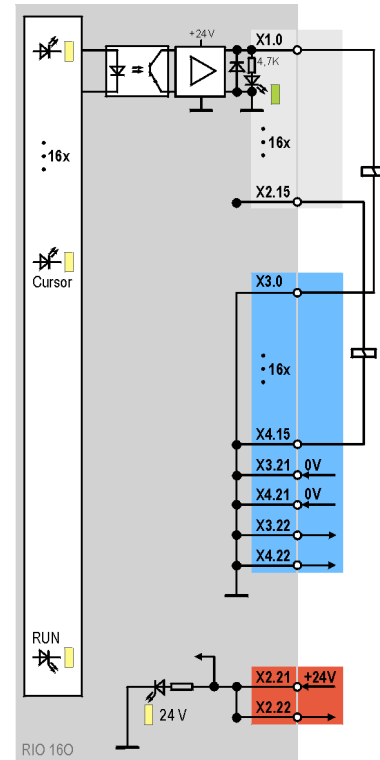 +24V
X1.0
4,7K
16x
16x
X2.15
Cursor
X3.0
16x
X4.15
X3.21 0V
X4.21 0V
X3.22
X4.22
RUN
X2.21 +24V
24 V
X2.22
RIO 16O